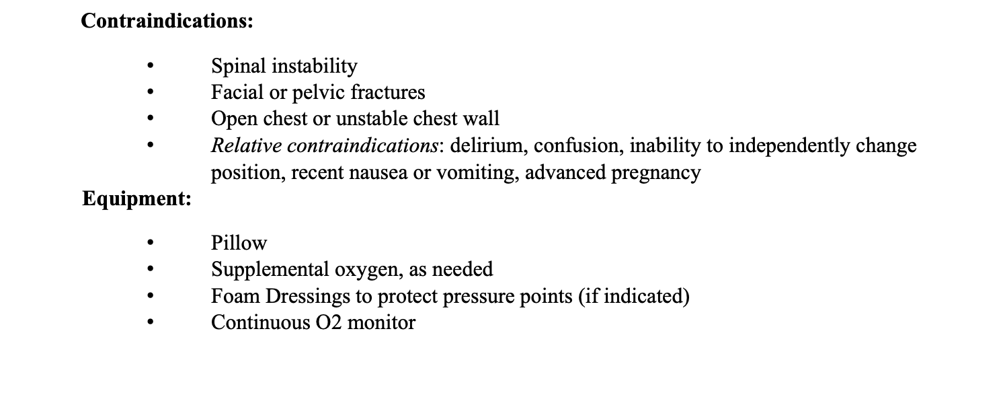 Contraindications:
• Spinal instability
• Facial or pelvic fractures
• Open chest or unstable chest wall
• Relative contraindications: delirium, confusion, inability to independently change
position, recent nausea or vomiting, advanced pregnancy
Equipment:
• Pillow
• Supplemental oxygen, as needed
• Foam Dressings to protect pressure points (if indicated)
• Continuous O2 monitor